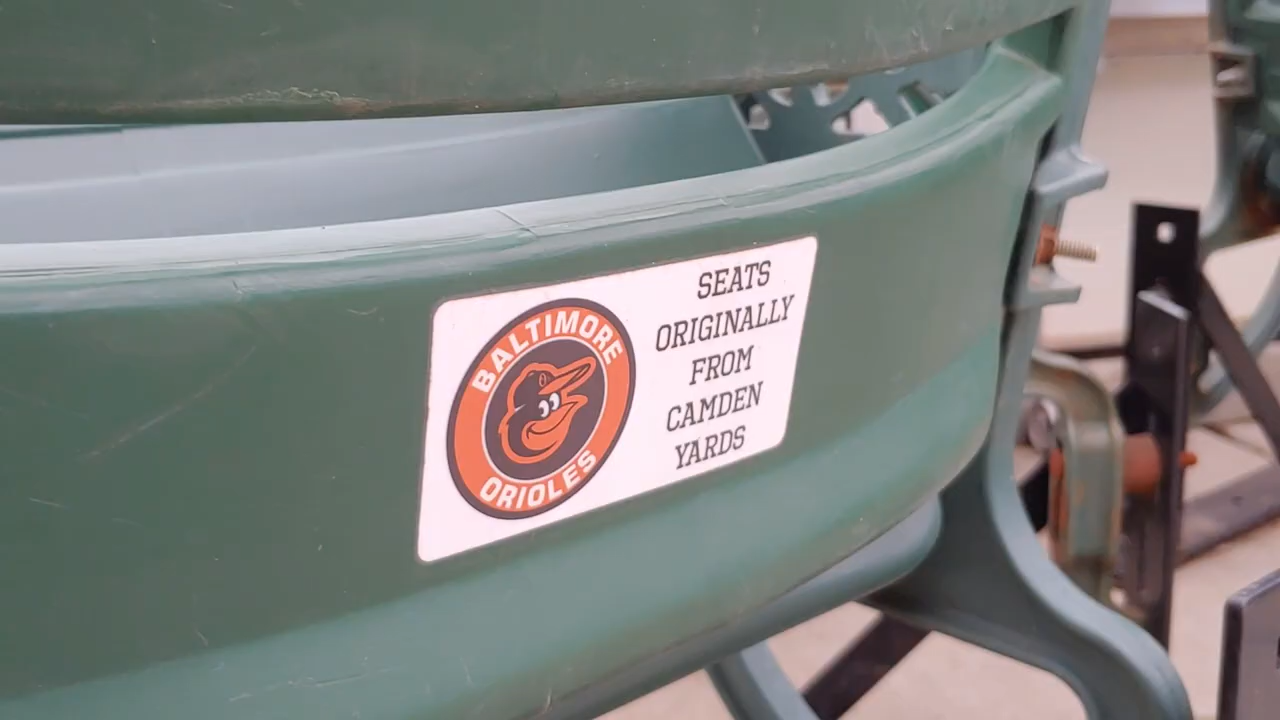 BALTIMORE
ORIOLES
SEATS
ORIGINALLY
FROM
CAMDEN
YARDS